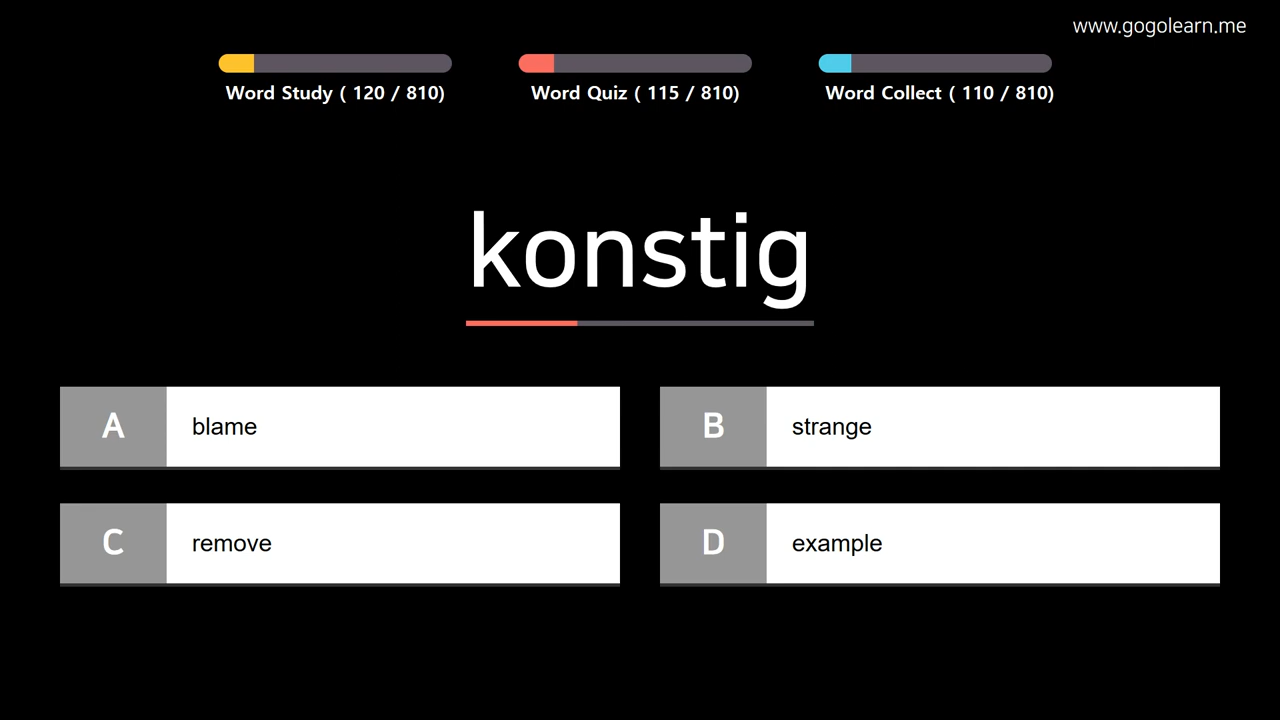 www.gogolearn.me
Word Study ( 120 / 810)
Word Quiz ( 115 / 810)
Word Collect ( 110 / 810)
konstig
A blame
B strange
C remove
D example